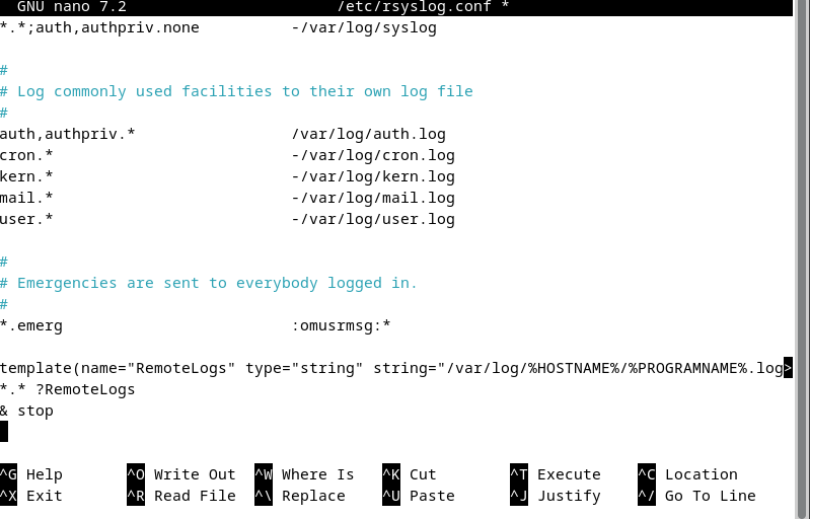 GNU nano 7.2 /etc/rsyslog.conf *
*.*;auth,authpriv.none -/var/log/syslog
#
# Log commonly used facilities to their own log file
#
auth,authpriv.* /var/log/auth.log
cron.* -/var/log/cron.log
kern.* -/var/log/kern.log
mail.* -/var/log/mail.log
user.* -/var/log/user.log
#
# Emergencies are sent to everybody logged in.
#
*.emerg :omusrmsg:*
template(name="RemoteLogs" type="string" string="/var/log/%HOSTNAME%/%PROGRAMNAME%.log>
*.* ?RemoteLogs
& stop
^G Help ^O Write Out ^W Where Is ^K Cut ^T Execute ^C Location
^X Exit ^R Read File ^\ Replace ^U Paste ^J Justify ^/ Go To Line